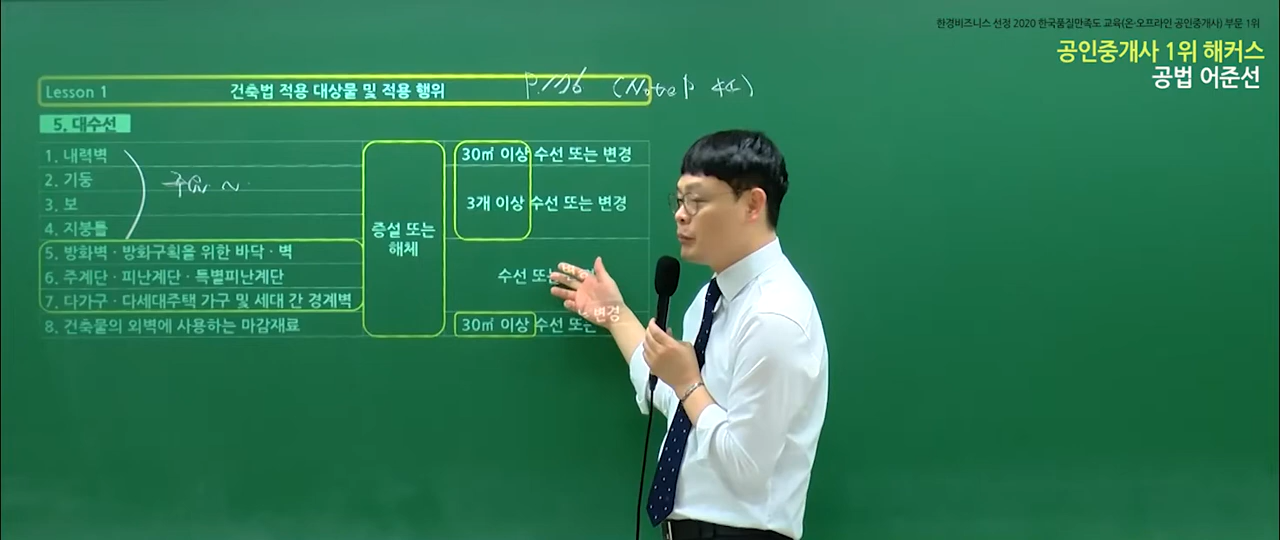 한경비즈니스 선정 2020 한국품질만족도 교육(온·오프라인 공인중개사) 부문 1위
공인중개사 1위 해커스
공법 어준선
Lesson 1 건축법 적용 대상물 및 적용 행위
5. 대수선
1. 내력벽
2. 기둥
3. 보
4. 지붕틀
5. 방화벽 · 방화구획을 위한 바닥 · 벽
6. 주계단 · 피난계단 · 특별피난계단
7. 다가구 · 다세대주택 가구 및 세대 간 경계벽
8. 건축물의 외벽에 사용하는 마감재료
증설 또는
해체
30㎡ 이상 수선 또는 변경
3개 이상 수선 또는 변경
수선 또는 변경
30㎡ 이상 수선 또는
변경